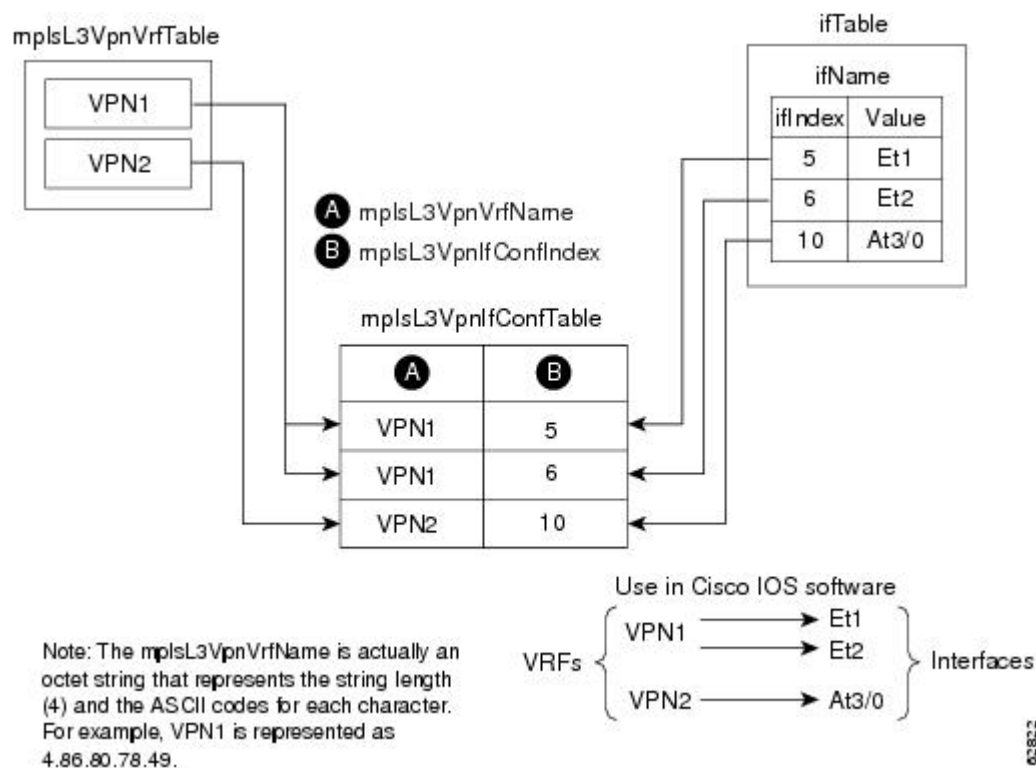 mplsL3VpnVrfTable
VPN1
VPN2
ifTable
ifName
ifIndex Value
5 Et1
6 Et2
10 At3/0
A mplsL3VpnVrfName
B mplsL3VpnIfConfIndex
mplsL3VpnIfConfTable
A B
VPN1 5
VPN1 6
VPN2 10
Note: The mplsL3VpnVrfName is actually an
octet string that represents the string length
(4) and the ASCII codes for each character.
For example, VPN1 is represented as
4.86.80.78.49.
Use in Cisco IOS software
VRFs
VPN1
Et1
Et2
VPN2
At3/0
Interfaces
62822